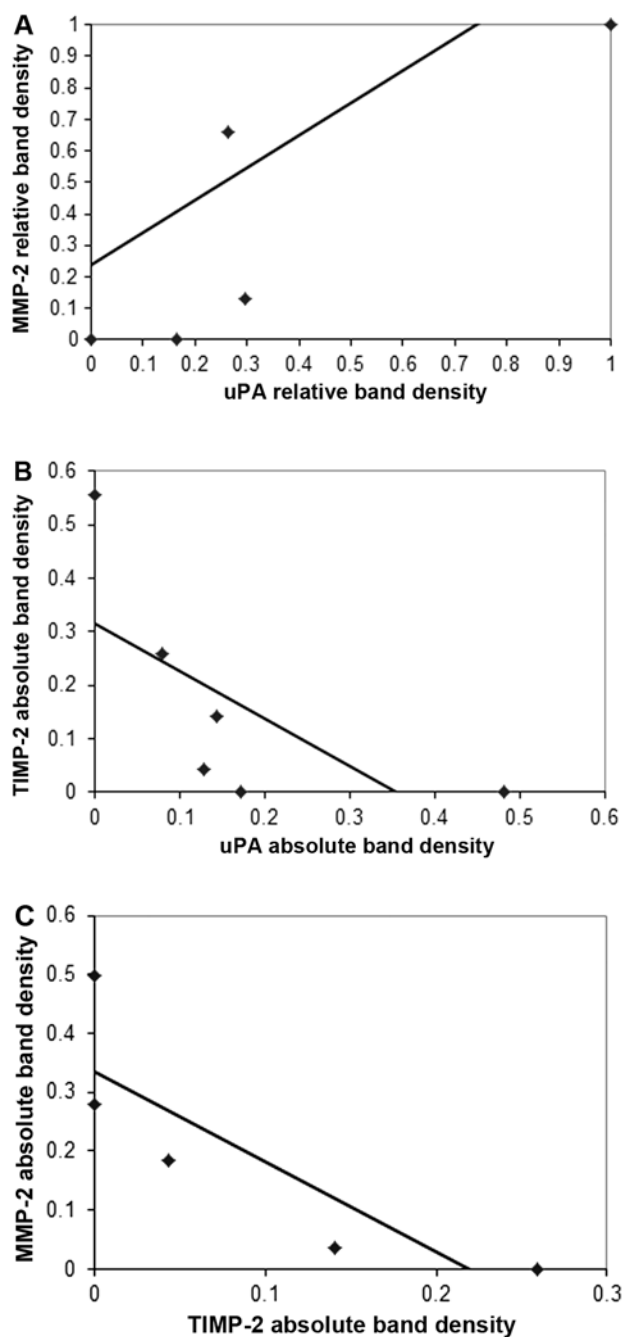 A
MMP-2 relative band density
1
0.9
0.8
0.7
0.6
0.5
0.4
0.3
0.2
0.1
0
0 0.1 0.2 0.3 0.4 0.5 0.6 0.7 0.8 0.9 1
uPA relative band density
B
TIMP-2 absolute band density
0.6
0.5
0.4
0.3
0.2
0.1
0
0 0.1 0.2 0.3 0.4 0.5 0.6
uPA absolute band density
C
MMP-2 absolute band density
0.6
0.5
0.4
0.3
0.2
0.1
0
0 0.1 0.2 0.3
TIMP-2 absolute band density